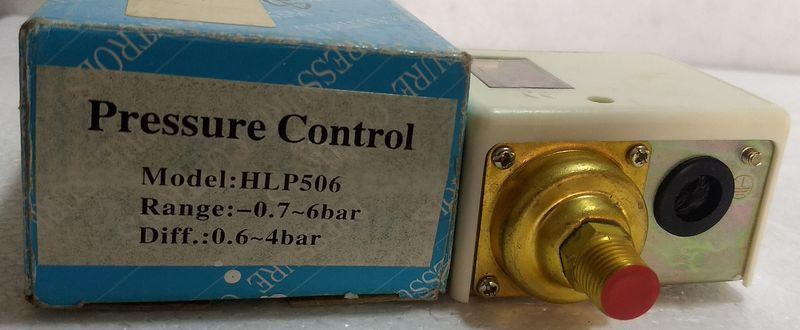 Pressure Control
Model:HLP506
Range:-0.7~6bar
Diff.:0.6~4bar